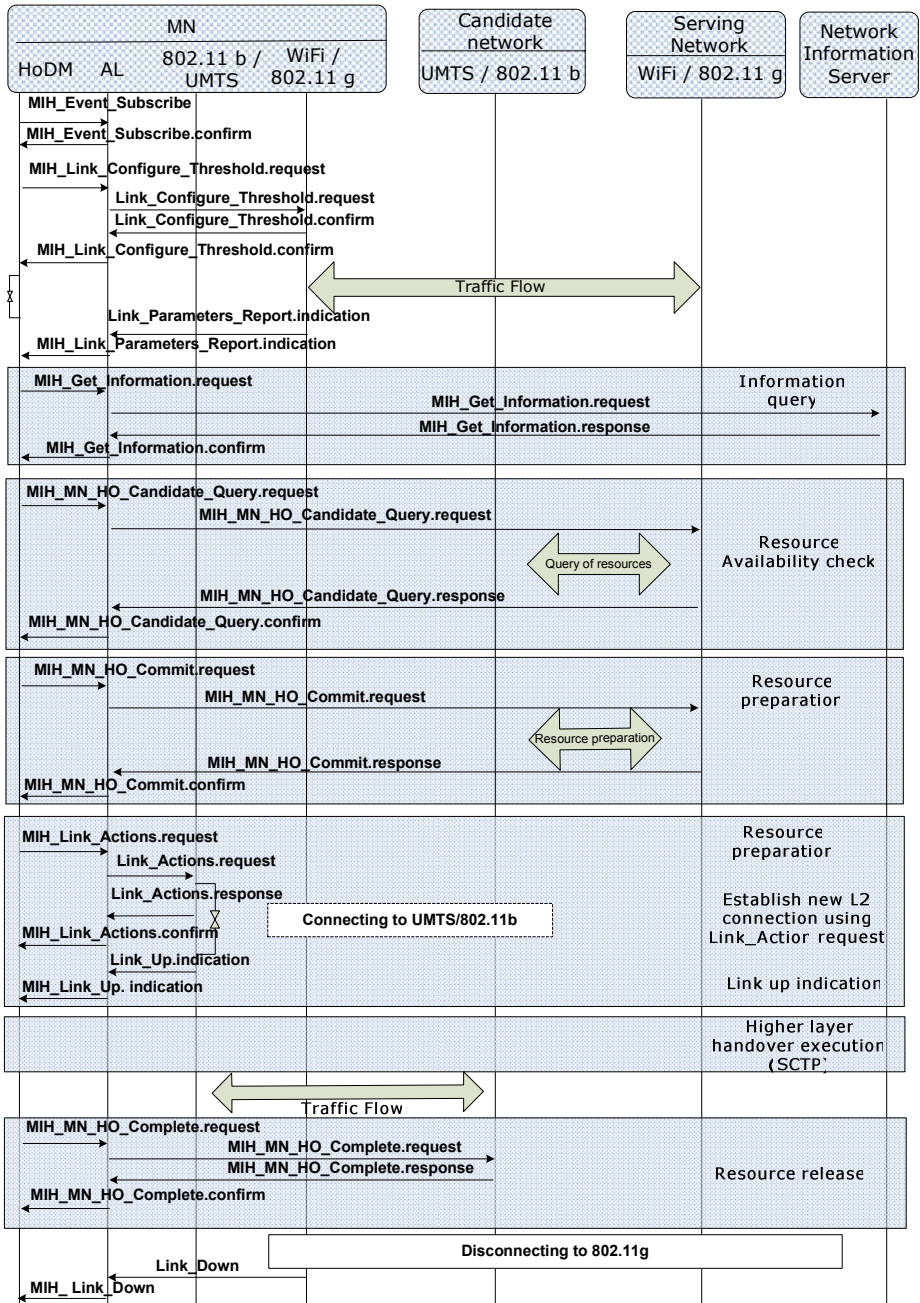 MN
HoDM
AL
802.11 b /
UMTS
WiFi /
802.11 g
Candidate
network
UMTS / 802.11 b
Serving
Network
WiFi / 802.11 g
Network
Information
Server
MIH_Event_Subscribe
MIH_Event_Subscribe.confirm
MIH_Link_Configure_Threshold.request
Link_Configure_Threshold.request
Link_Configure_Threshold.confirm
MIH_Link_Configure_Threshold.confirm
Traffic Flow
Link_Parameters_Report.indication
MIH_Link_Parameters_Report.indication
MIH_Get_Information.request
Information
query
MIH_Get_Information.request
MIH_Get_Information.response
MIH_Get_Information.confirm
MIH_MN_HO_Candidate_Query.request
MIH_MN_HO_Candidate_Query.request
Resource
Availability check
Query of resources
MIH_MN_HO_Candidate_Query.response
MIH_MN_HO_Candidate_Query.confirm
MIH_MN_HO_Commit.request
Resource
preparation
MIH_MN_HO_Commit.request
Resource preparation
MIH_MN_HO_Commit.response
MIH_MN_HO_Commit.confirm
MIH_Link_Actions.request
Resource
preparation
Link_Actions.request
Link_Actions.response
Connecting to UMTS/802.11b
Establish new L2
connection using
Link_Actior request
MIH_Link_Actions.confirm
Link_Up.indication
MIH_Link_Up. indication
Link up indication
Higher layer
handover execution
(SCTP)
Traffic Flow
MIH_MN_HO_Complete.request
MIH_MN_HO_Complete.request
MIH_MN_HO_Complete.response
Resource release
MIH_MN_HO_Complete.confirm
Disconnecting to 802.11g
Link_Down
MIH_ Link_Down